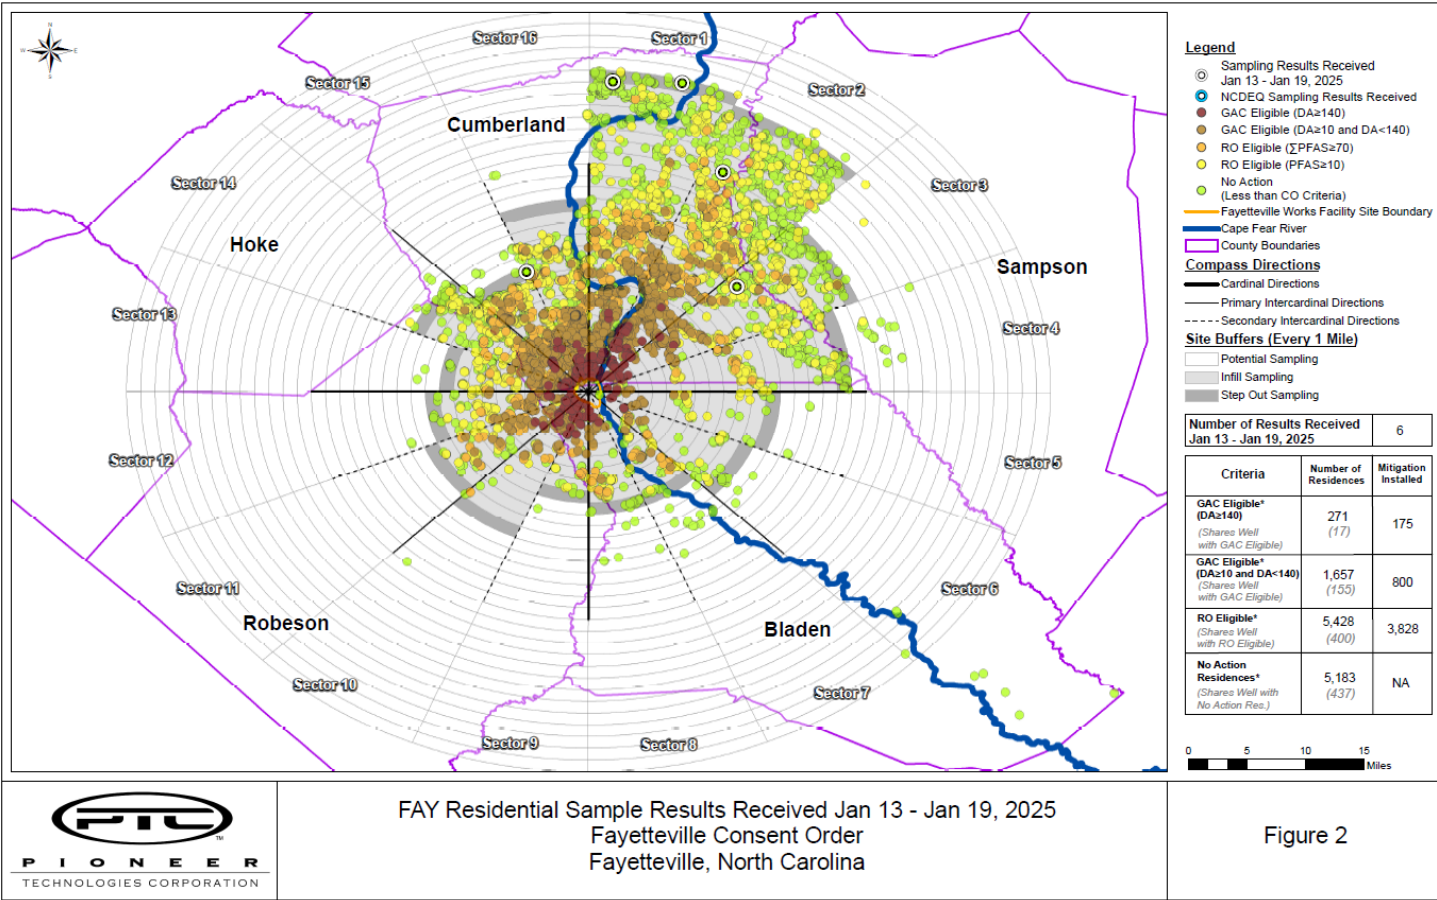 N
W
E
S
Sector 16
Sector 1
Sector 15
Sector 2
Cumberland
Sector 14
Sector 3
Hoke
Sampson
Sector 13
Sector 4
Sector 12
Sector 5
Sector 11
Sector 6
Robeson
Bladen
Sector 10
Sector 7
Sector 9
Sector 8
Legend
Sampling Results Received
Jan 13 - Jan 19, 2025
NCDEQ Sampling Results Received
GAC Eligible (DA≥140)
GAC Eligible (DA≥10 and DA<140)
RO Eligible (∑PFAS≥70)
RO Eligible (PFAS≥10)
No Action
(Less than CO Criteria)
Fayetteville Works Facility Site Boundary
Cape Fear River
County Boundaries
Compass Directions
Cardinal Directions
Primary Intercardinal Directions
Secondary Intercardinal Directions
Site Buffers (Every 1 Mile)
Potential Sampling
Infill Sampling
Step Out Sampling
Number of Results Received
Jan 13 - Jan 19, 2025
6
Criteria
Number of
Residences
Mitigation
Installed
GAC Eligible*
(DA≥140)
(Shares Well
with GAC Eligible)
271
(17)
175
GAC Eligible*
(DA≥10 and DA<140)
(Shares Well
with GAC Eligible)
1,657
(155)
800
RO Eligible*
(Shares Well
with RO Eligible)
5,428
(400)
3,828
No Action
Residences*
(Shares Well with
No Action Res.)
5,183
(437)
NA
0 5 10 15
Miles
PTC
TM
PIONEER
TECHNOLOGIES CORPORATION
FAY Residential Sample Results Received Jan 13 - Jan 19, 2025
Fayetteville Consent Order
Fayetteville, North Carolina
Figure 2